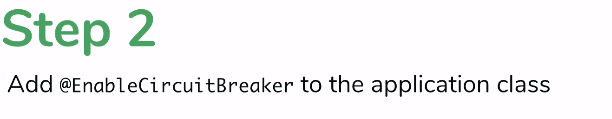 Step 2
Add @EnableCircuitBreaker to the application class